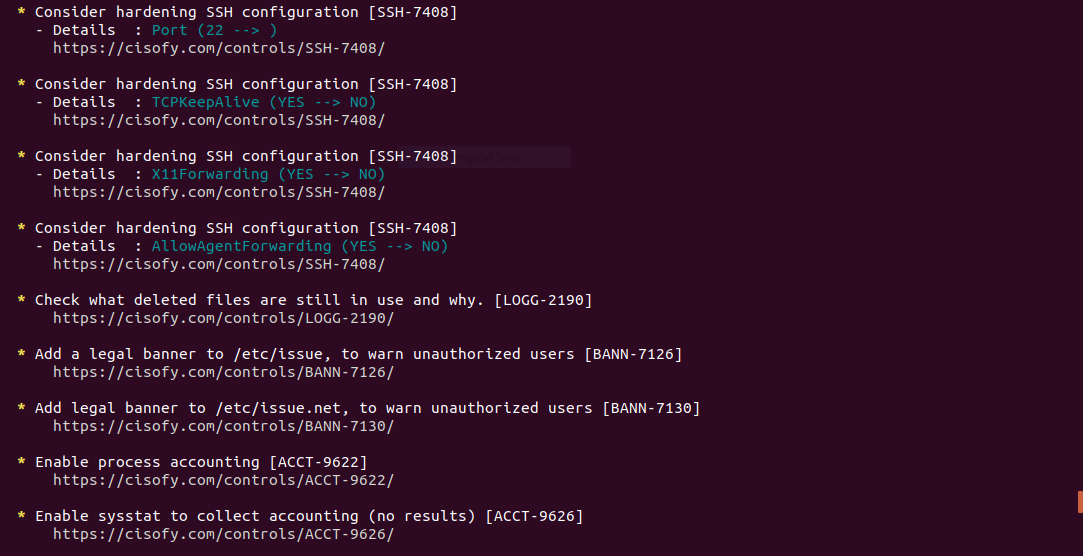 * Consider hardening SSH configuration [SSH-7408]
- Details : Port (22 --> )
https://cisofy.com/controls/SSH-7408/
* Consider hardening SSH configuration [SSH-7408]
- Details : TCPKeepAlive (YES --> NO)
https://cisofy.com/controls/SSH-7408/
* Consider hardening SSH configuration [SSH-7408]
- Details : X11Forwarding (YES --> NO)
https://cisofy.com/controls/SSH-7408/
* Consider hardening SSH configuration [SSH-7408]
- Details : AllowAgentForwarding (YES --> NO)
https://cisofy.com/controls/SSH-7408/
* Check what deleted files are still in use and why. [LOGG-2190]
https://cisofy.com/controls/LOGG-2190/
* Add a legal banner to /etc/issue, to warn unauthorized users [BANN-7126]
https://cisofy.com/controls/BANN-7126/
* Add legal banner to /etc/issue.net, to warn unauthorized users [BANN-7130]
https://cisofy.com/controls/BANN-7130/
* Enable process accounting [ACCT-9622]
https://cisofy.com/controls/ACCT-9622/
* Enable sysstat to collect accounting (no results) [ACCT-9626]
https://cisofy.com/controls/ACCT-9626/